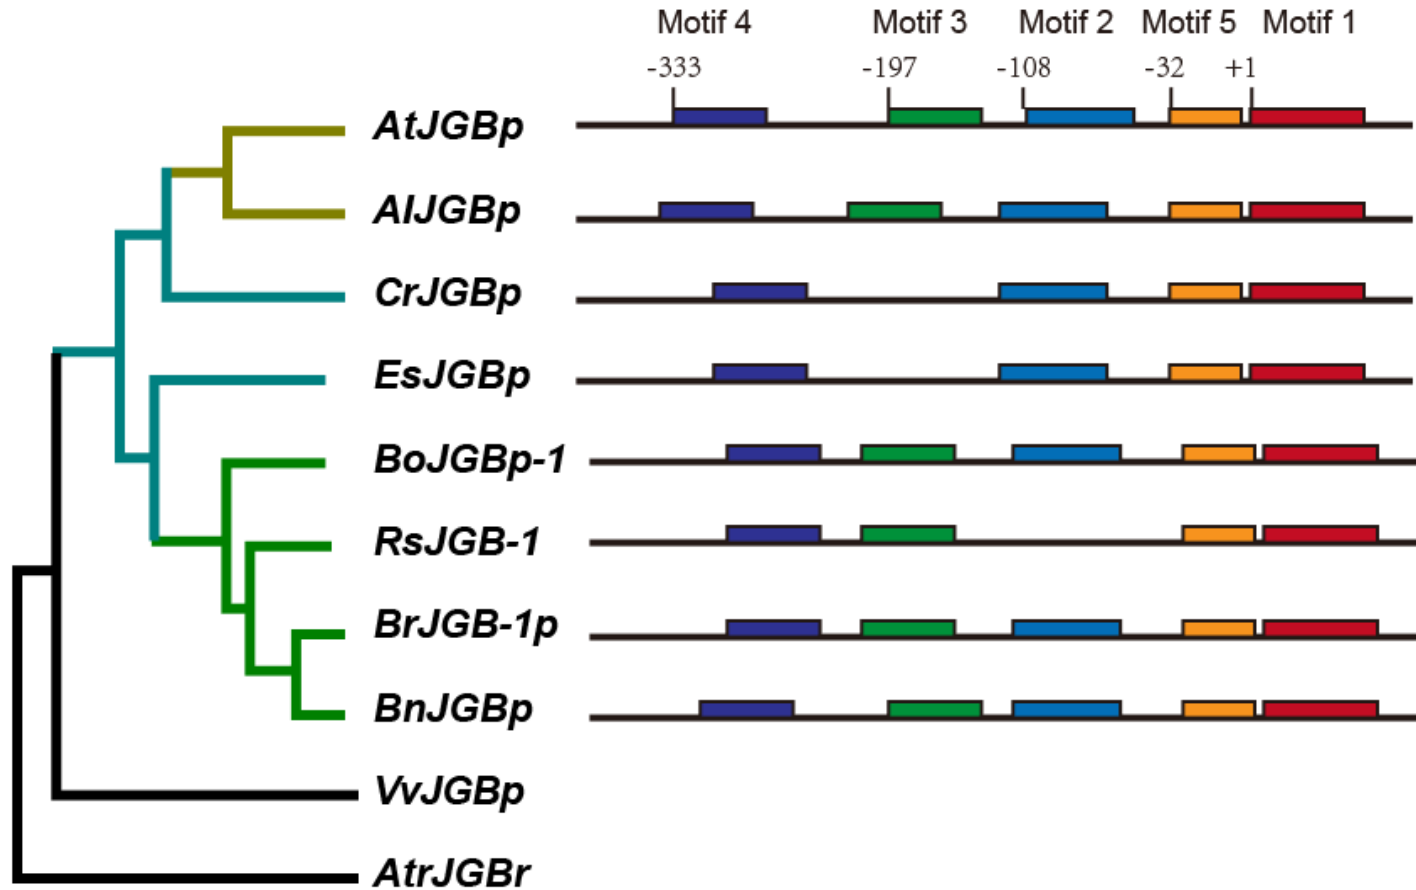 Motif 4 Motif 3 Motif 2 Motif 5 Motif 1
-333 -197 -108 -32 +1
AtJGBp
AlJGBp
CrJGBp
EsJGBp
BoJGBp-1
RsJGB-1
BrJGB-1p
BnJGBp
VvJGBp
AtrJGBr